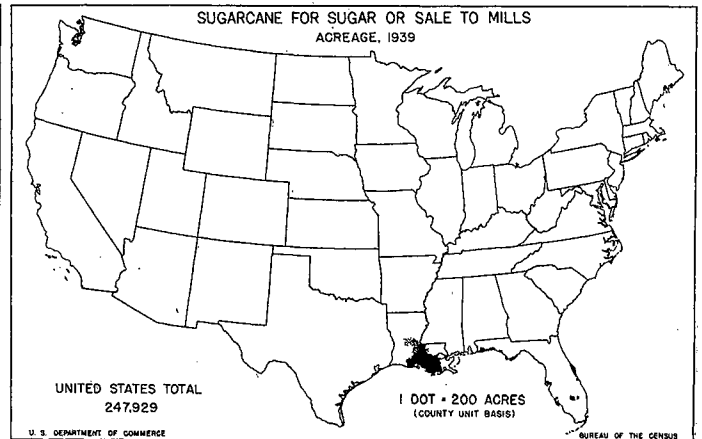 SUGARCANE FOR SUGAR OR SALE TO MILLS
ACREAGE, 1939
UNITED STATES TOTAL
247,929
1 DOT = 200 ACRES
(COUNTY UNIT BASIS)
U. S. DEPARTMENT OF COMMERCE
BUREAU OF THE CENSUS